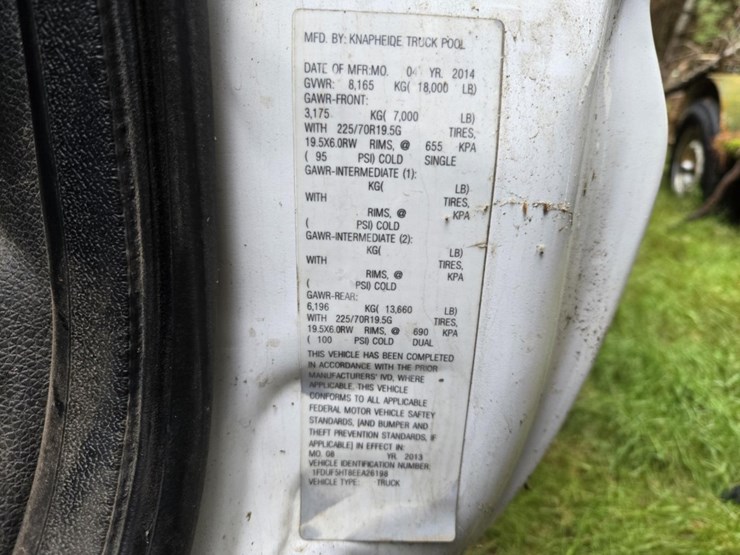 MFD. BY: KNAPHEIDE TRUCK POOL
DATE OF MFR:MO. 04 YR. 2014
GVWR: 8,165 KG( 18,000 LB)
GAWR-FRONT:
3,175 KG( 7,000 LB)
WITH 225/70R19.5G TIRES,
19.5X6.0RW RIMS, @ 655 KPA
( 95 PSI) COLD SINGLE
GAWR-INTERMEDIATE (1):
KG( LB)
WITH TIRES,
RIMS, @ KPA
( PSI) COLD
GAWR-INTERMEDIATE (2):
KG( LB)
WITH TIRES,
RIMS, @ KPA
( PSI) COLD
GAWR-REAR:
6,196 KG( 13,660 LB)
WITH 225/70R19.5G TIRES,
19.5X6.0RW RIMS, @ 690 KPA
( 100 PSI) COLD DUAL
THIS VEHICLE HAS BEEN COMPLETED
IN ACCORDANCE WITH THE PRIOR
MANUFACTURERS' IVD, WHERE
APPLICABLE. THIS VEHICLE
CONFORMS TO ALL APPLICABLE
FEDERAL MOTOR VEHICLE SAFTEY
STANDARDS, [AND BUMPER AND
THEFT PREVENTION STANDARDS, IF
APPLICABLE] IN EFFECT IN:
MO. 08 YR. 2013
VEHICLE IDENTIFICATION NUMBER:
1FDUF5HT8EEA26198
VEHICLE TYPE: TRUCK